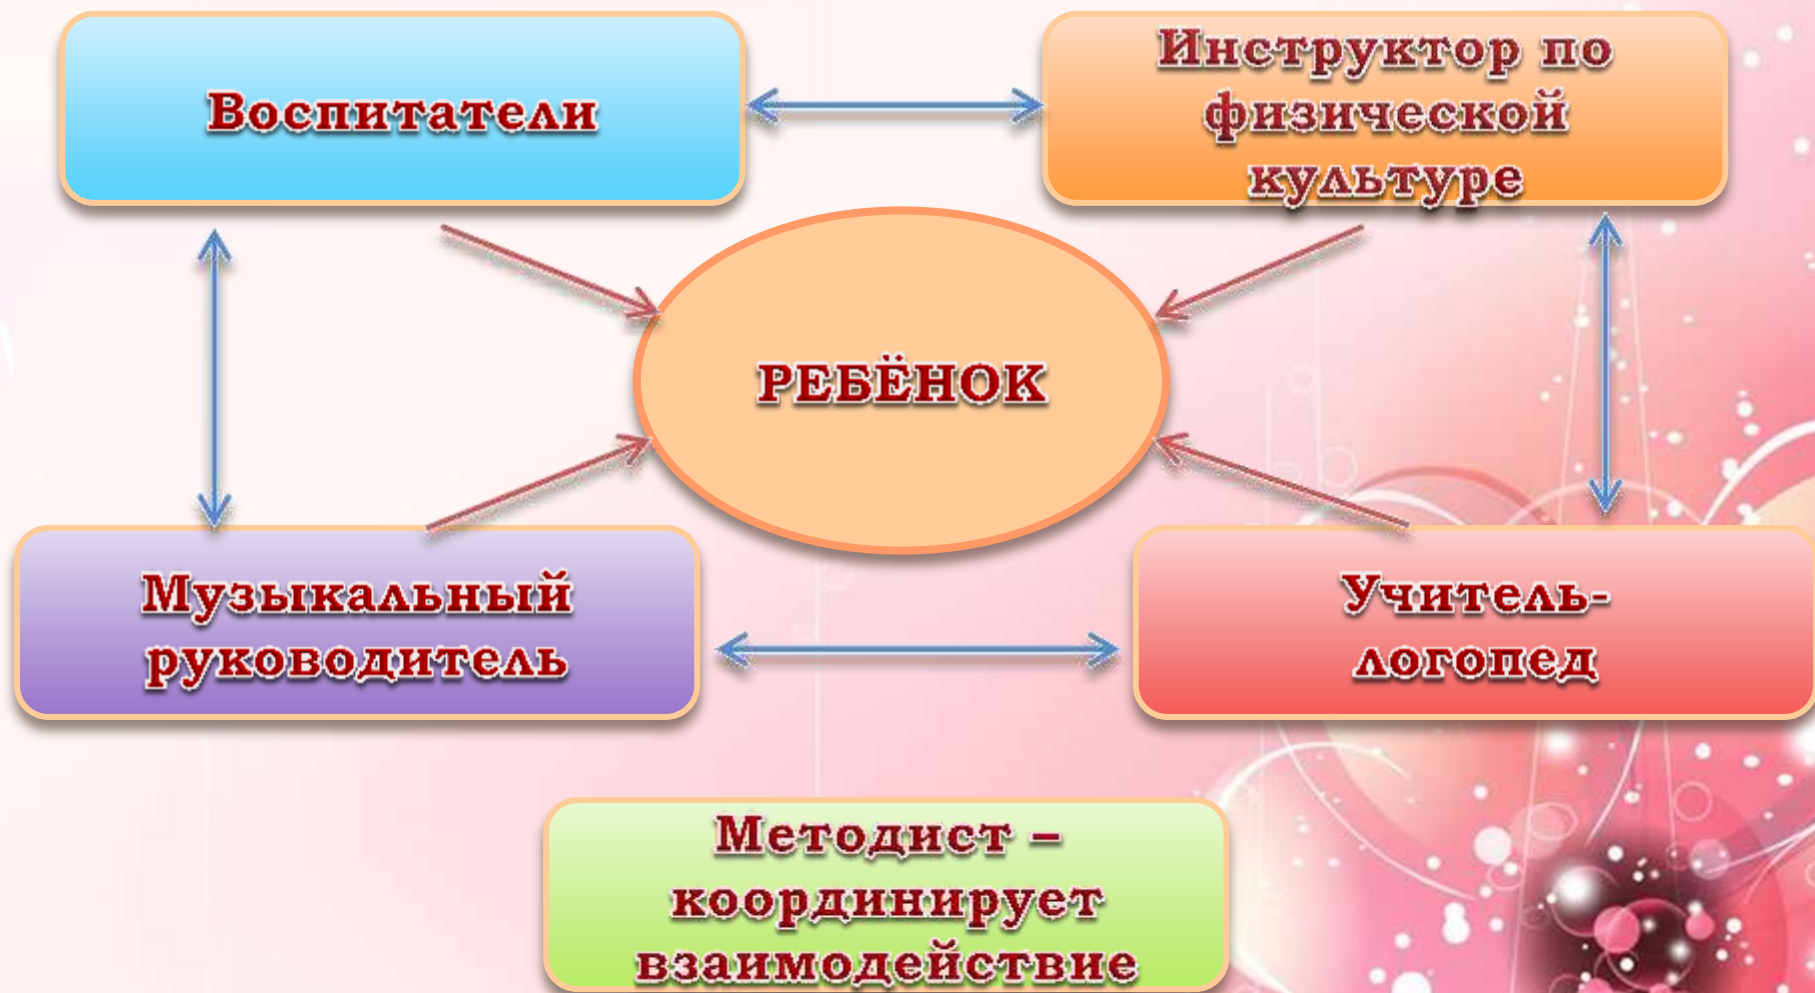 Воспитатели
Инструктор по
физической
культуре
РЕБЁНОК
Музыкальный
руководитель
Учитель-
логопед
Методист –
координирует
взаимодействие